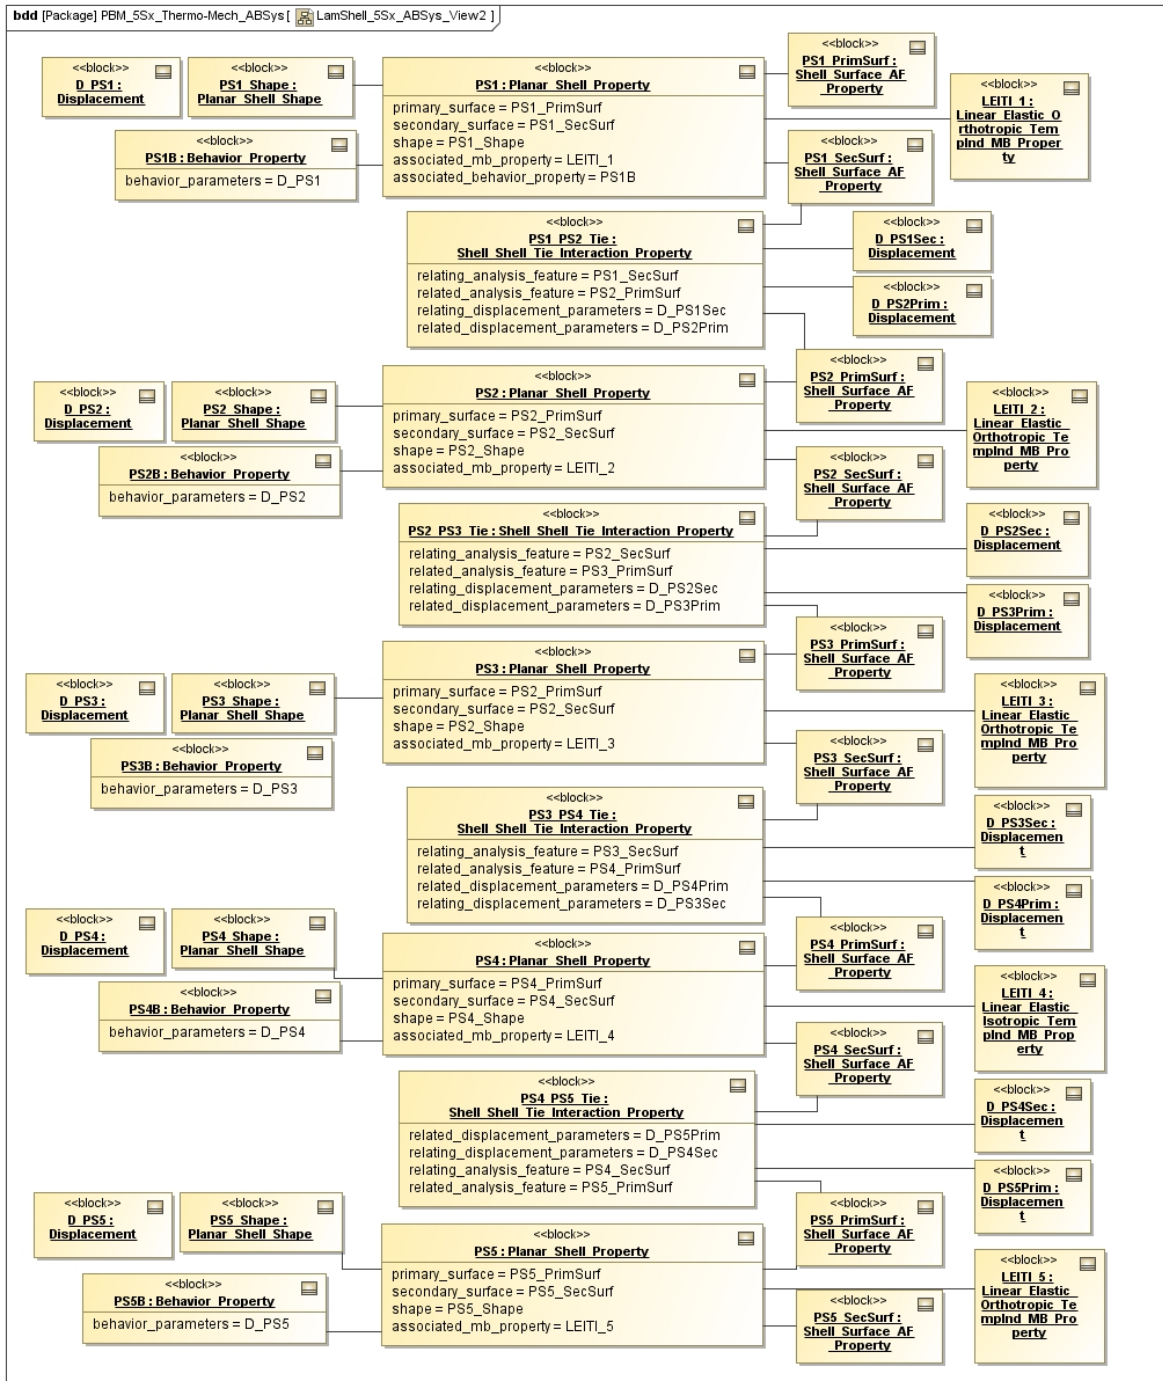 bdd [Package] PBM_5Sx_Thermo-Mech_ABSys [ LamShell_5Sx_ABSys_View2 ]
<<block>>
D_PS1 :
Displacement
<<block>>
PS1_Shape :
Planar_Shell_Shape
<<block>>
PS1 : Planar_Shell_Property
primary_surface = PS1_PrimSurf
secondary_surface = PS1_SecSurf
shape = PS1_Shape
associated_mb_property= LEITI_1
associated_behavior_property = PS1B
<<block>>
PS1_PrimSurf :
Shell_Surface_AF
_Property
<<block>>
LEITI_1 :
Linear_Elastic_O
rthotropic_Tem
pInd_MB_Proper
ty
<<block>>
PS1B : Behavior_Property
behavior_parameters = D_PS1
<<block>>
PS1_SecSurf :
Shell_Surface_AF
_Property
<<block>>
PS1_PS2_Tie :
Shell_Shell_Tie_Interaction_Property
relating_analysis_feature = PS1_SecSurf
related_analysis_feature = PS2_PrimSurf
relating_displacement_parameters = D_PS1Sec
related_displacement_parameters = D_PS2Prim
<<block>>
D_PS1Sec :
Displacement
<<block>>
D_PS2Prim :
Displacement
<<block>>
PS2_PrimSurf :
Shell_Surface_AF
_Property
<<block>>
D_PS2 :
Displacement
<<block>>
PS2_Shape :
Planar_Shell_Shape
<<block>>
PS2 : Planar_Shell_Property
primary_surface = PS2_PrimSurf
secondary_surface = PS2_SecSurf
shape = PS2_Shape
associated_mb_property= LEITI_2
<<block>>
LEITI_2 :
Linear_Elastic_
Orthotropic_Te
mpInd_MB_Pro
perty
<<block>>
PS2B : Behavior_Property
behavior_parameters = D_PS2
<<block>>
PS2_SecSurf :
Shell_Surface_AF
_Property
<<block>>
PS2_PS3_Tie : Shell_Shell_Tie_Interaction_Property
relating_analysis_feature = PS2_SecSurf
related_analysis_feature = PS3_PrimSurf
relating_displacement_parameters = D_PS2Sec
related_displacement_parameters = D_PS3Prim
<<block>>
D_PS2Sec :
Displacement
<<block>>
D_PS3Prim :
Displacement
<<block>>
PS3_PrimSurf :
Shell_Surface_AF
_Property
<<block>>
D_PS3 :
Displacement
<<block>>
PS3_Shape :
Planar_Shell_Shape
<<block>>
PS3 : Planar_Shell_Property
primary_surface = PS2_PrimSurf
secondary_surface = PS2_SecSurf
shape = PS2_Shape
associated_mb_property= LEITI_3
<<block>>
LEITI_3 :
Linear_Elastic_
Orthotropic_Te
mpInd_MB_Pro
perty
<<block>>
PS3B : Behavior_Property
behavior_parameters = D_PS3
<<block>>
PS3_SecSurf :
Shell_Surface_AF
_Property
<<block>>
PS3_PS4_Tie :
Shell_Shell_Tie_Interaction_Property
relating_analysis_feature = PS3_SecSurf
related_analysis_feature = PS4_PrimSurf
related_displacement_parameters = D_PS4Prim
relating_displacement_parameters = D_PS3Sec
<<block>>
D_PS3Sec :
Displacemen
t
<<block>>
D_PS4Prim :
Displacemen
t
<<block>>
PS4_PrimSurf :
Shell_Surface_AF
_Property
<<block>>
D_PS4 :
Displacement
<<block>>
PS4_Shape :
Planar_Shell_Shape
<<block>>
PS4 : Planar_Shell_Property
primary_surface = PS4_PrimSurf
secondary_surface = PS4_SecSurf
shape = PS4_Shape
associated_mb_property= LEITI_4
<<block>>
LEITI_4 :
Linear_Elastic_
Isotropic_Tem
pInd_MB_Prop
erty
<<block>>
PS4B : Behavior_Property
behavior_parameters = D_PS4
<<block>>
PS4_SecSurf :
Shell_Surface_AF
_Property
<<block>>
PS4_PS5_Tie :
Shell_Shell_Tie_Interaction_Property
related_displacement_parameters = D_PS5Prim
relating_displacement_parameters = D_PS4Sec
relating_analysis_feature = PS4_SecSurf
related_analysis_feature = PS5_PrimSurf
<<block>>
D_PS4Sec :
Displacemen
t
<<block>>
D_PS5Prim :
Displacemen
t
<<block>>
PS5_PrimSurf :
Shell_Surface_AF
_Property
<<block>>
D_PS5 :
Displacement
<<block>>
PS5_Shape :
Planar_Shell_Shape
<<block>>
PS5 : Planar_Shell_Property
primary_surface = PS5_PrimSurf
secondary_surface = PS5_SecSurf
shape = PS5_Shape
associated_mb_property= LEITI_5
<<block>>
LEITI_5 :
Linear_Elastic_
Orthotropic_Te
mpInd_MB_Pro
perty
<<block>>
PS5B : Behavior_Property
behavior_parameters = D_PS5
<<block>>
PS5_SecSurf :
Shell_Surface_AF
_Property